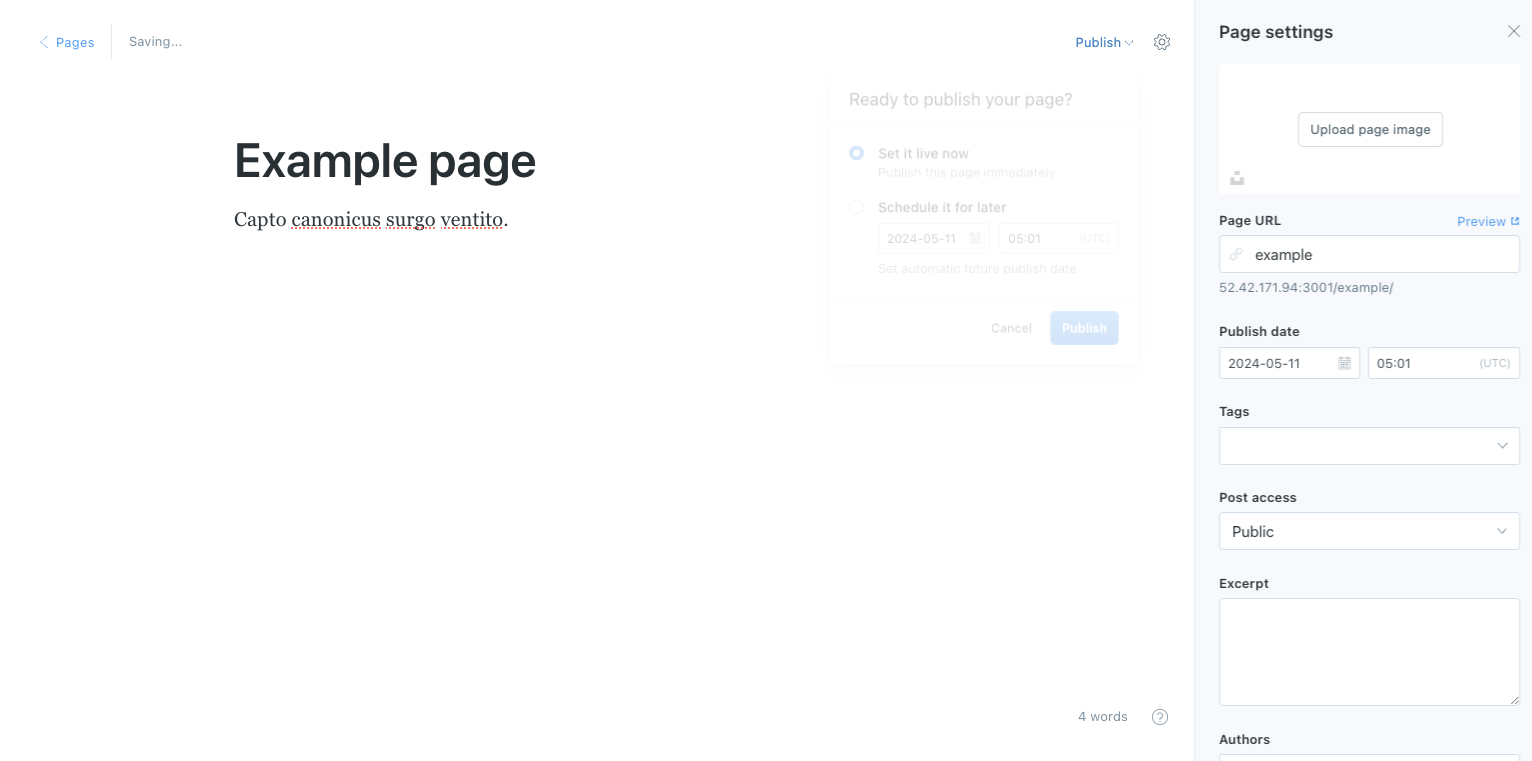 Pages
Saving...
Publish
Example page
Capto canonicus surgo ventito.
Ready to publish your page?
Set it live now
Publish this page immediately
Schedule it for later
2024-05-11
05:01
(UTC)
Set automatic future publish date
Cancel
Publish
4 words
?
Page settings
Upload page image
Page URL
Preview
example
52.42.171.94:3001/example/
Publish date
2024-05-11
05:01
(UTC)
Tags
Post access
Public
Excerpt
Authors